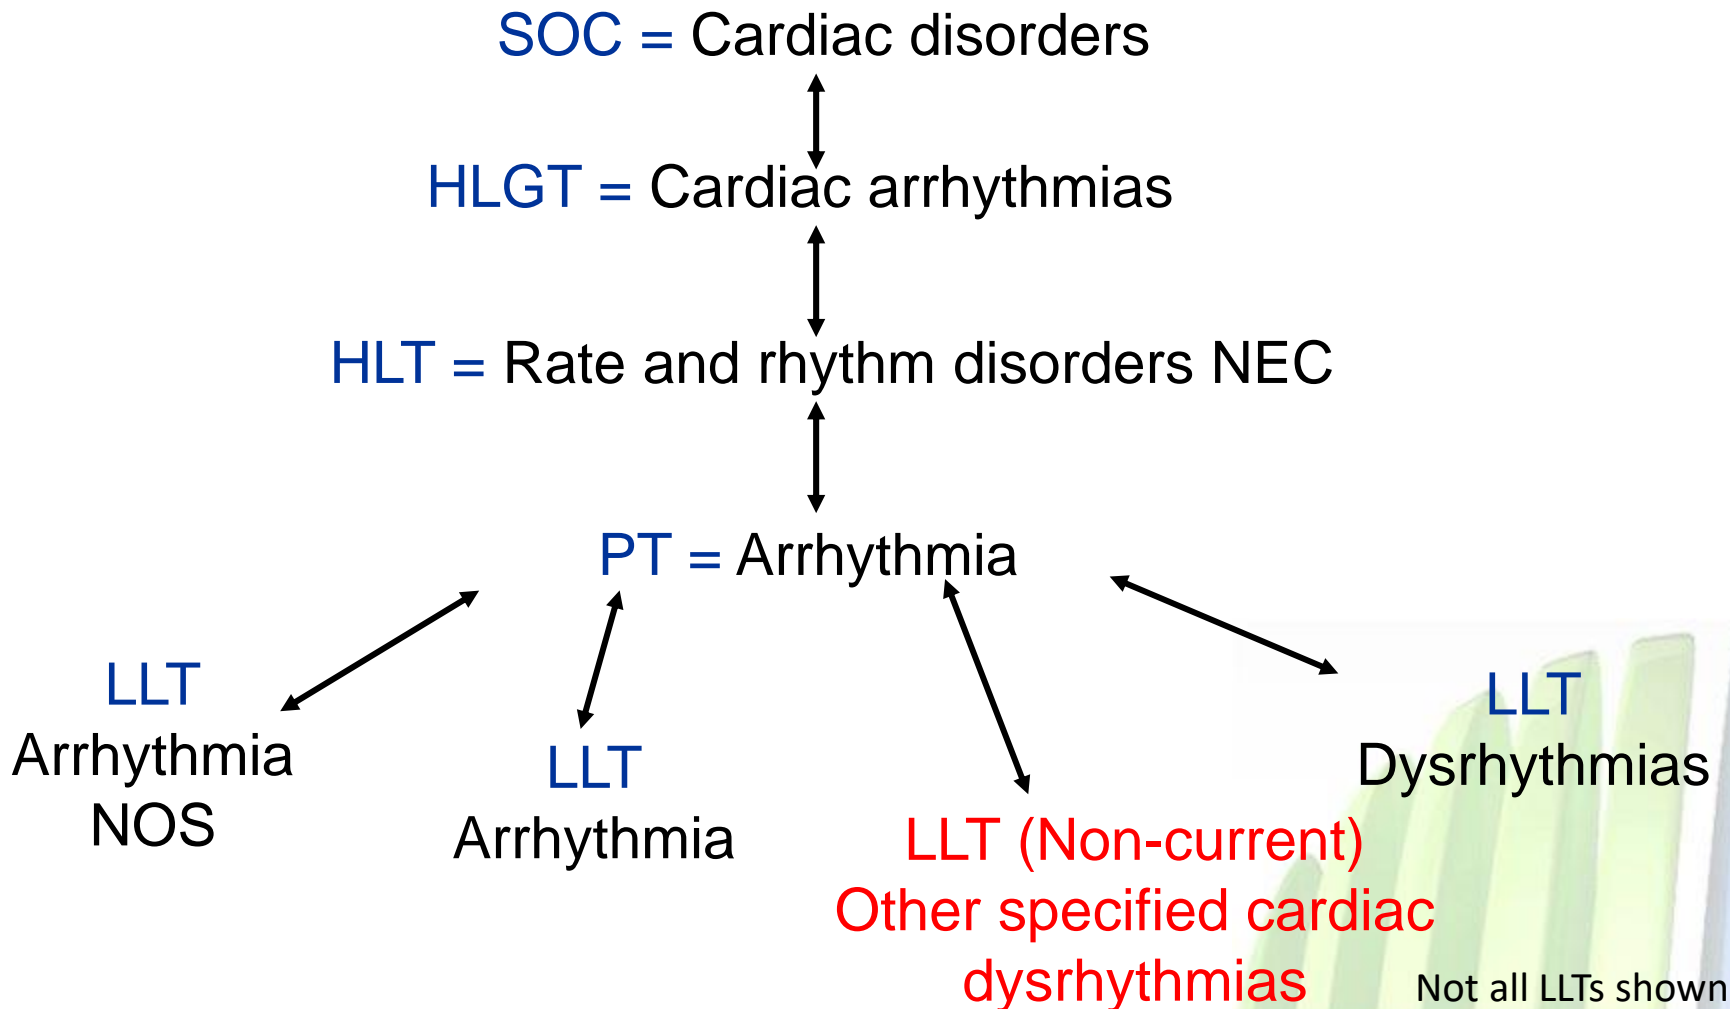 SOC = Cardiac disorders
HLGT = Cardiac arrhythmias
HLT = Rate and rhythm disorders NEC
PT = Arrhythmia
LLT
Arrhythmia
NOS
LLT
Arrhythmia
LLT (Non-current)
Other specified cardiac
dysrhythmias
LLT
Dysrhythmias
Not all LLTs shown